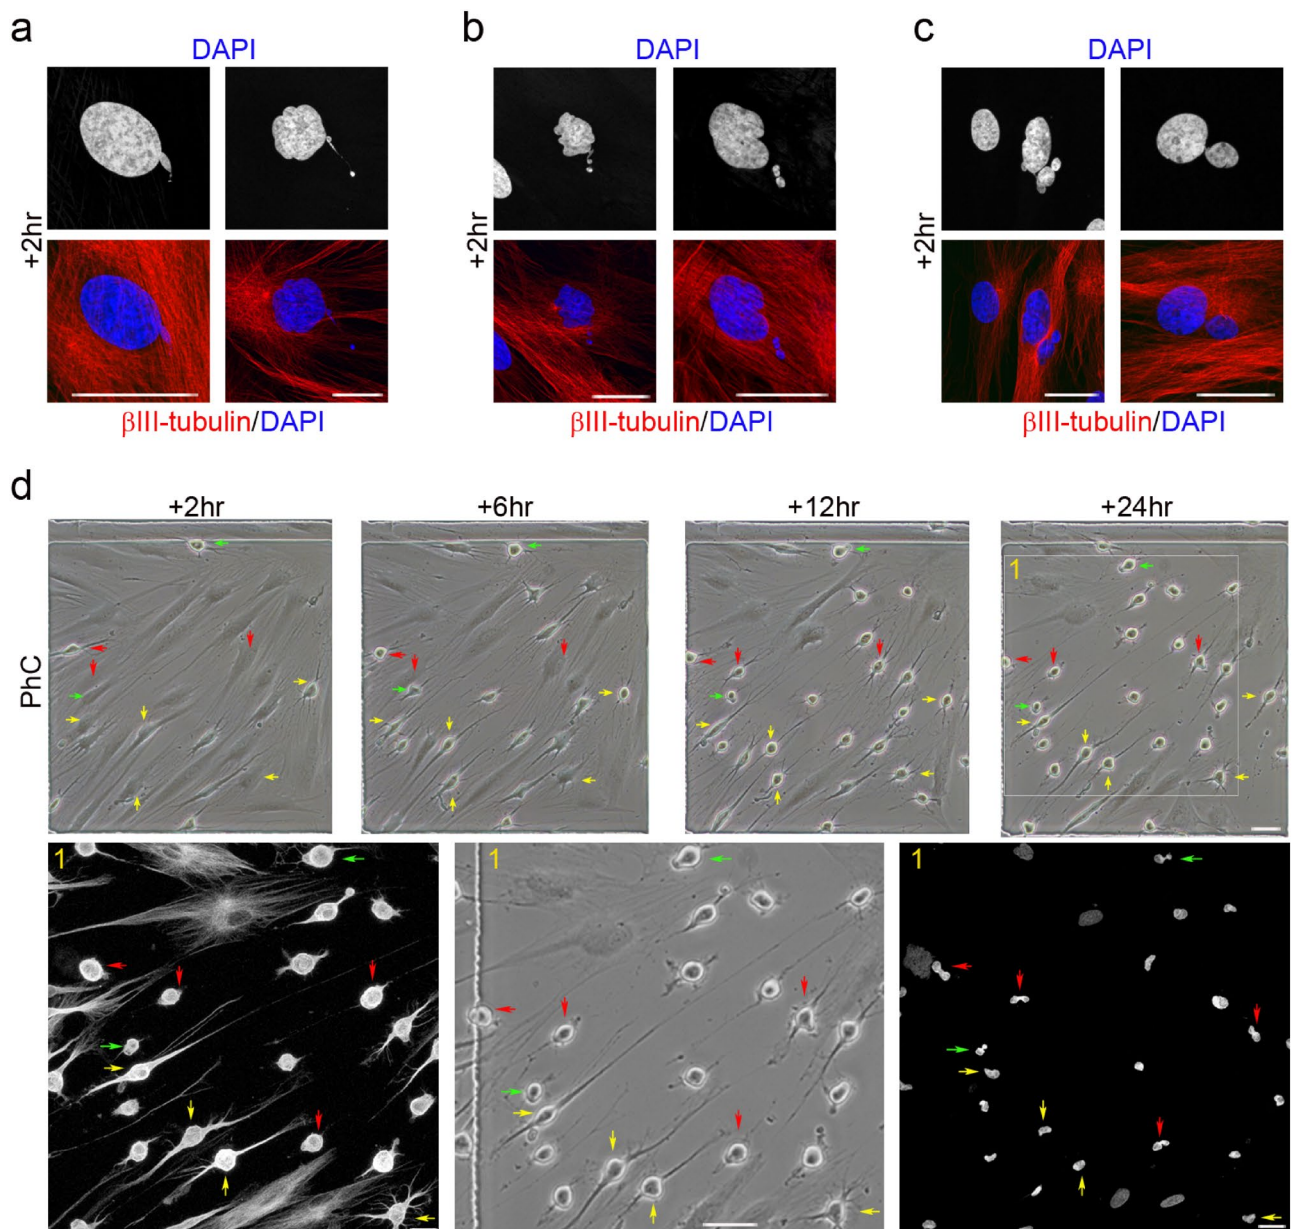 a
b
c
DAPI
DAPI
DAPI
+2hr
+2hr
+2hr
βIII-tubulin/DAPI
βIII-tubulin/DAPI
βIII-tubulin/DAPI
d
+2hr
+6hr
+12hr
+24hr
PhC
1
1
1
1